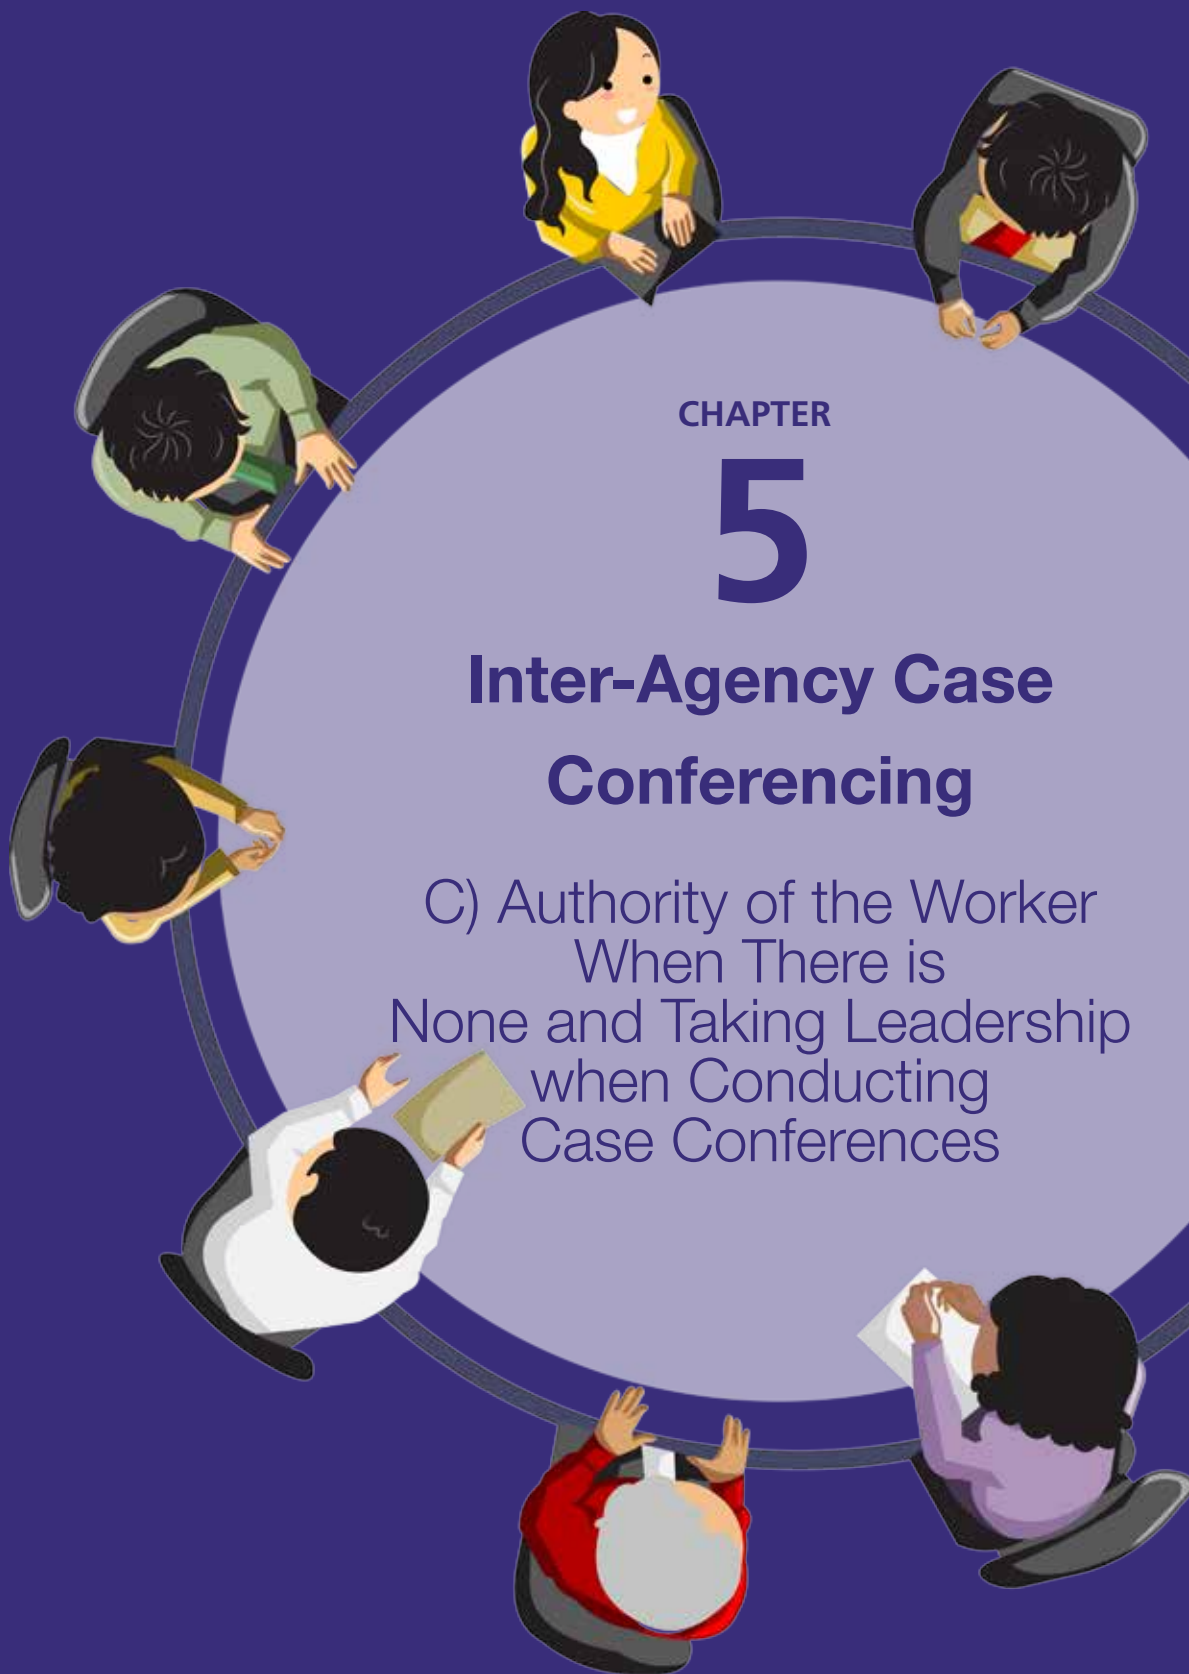 CHAPTER
5
Inter-Agency Case
Conferencing
C) Authority of the Worker
When There is
None and Taking Leadership
when Conducting
Case Conferences